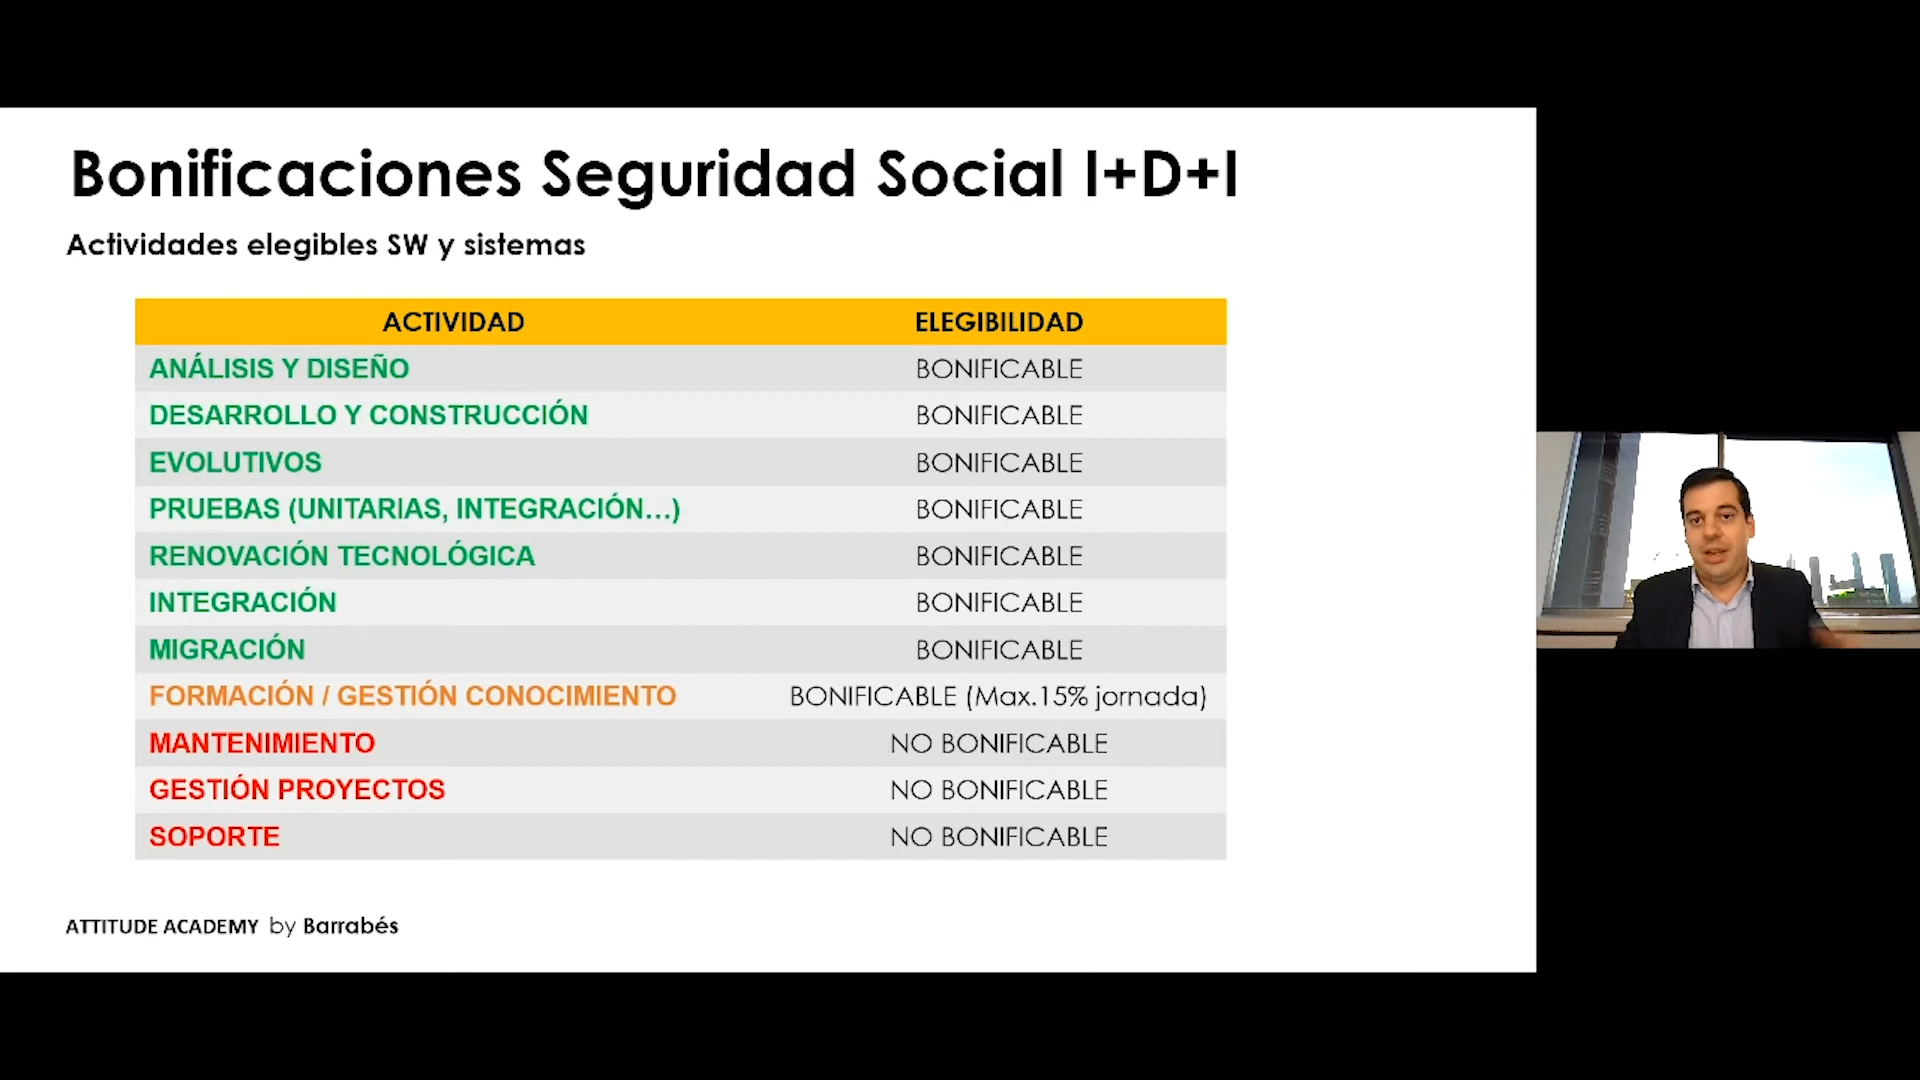 Bonificaciones Seguridad Social I+D+I
Actividades elegibles SW y sistemas
ACTIVIDAD ELEGIBILIDAD
ANÁLISIS Y DISEÑO BONIFICABLE
DESARROLLO Y CONSTRUCCIÓN BONIFICABLE
EVOLUTIVOS BONIFICABLE
PRUEBAS (UNITARIAS, INTEGRACIÓN...) BONIFICABLE
RENOVACIÓN TECNOLÓGICA BONIFICABLE
INTEGRACIÓN BONIFICABLE
MIGRACIÓN BONIFICABLE
FORMACIÓN / GESTIÓN CONOCIMIENTO BONIFICABLE (Max.15% jornada)
MANTENIMIENTO NO BONIFICABLE
GESTIÓN PROYECTOS NO BONIFICABLE
SOPORTE NO BONIFICABLE
ATTITUDE ACADEMY by Barrabés